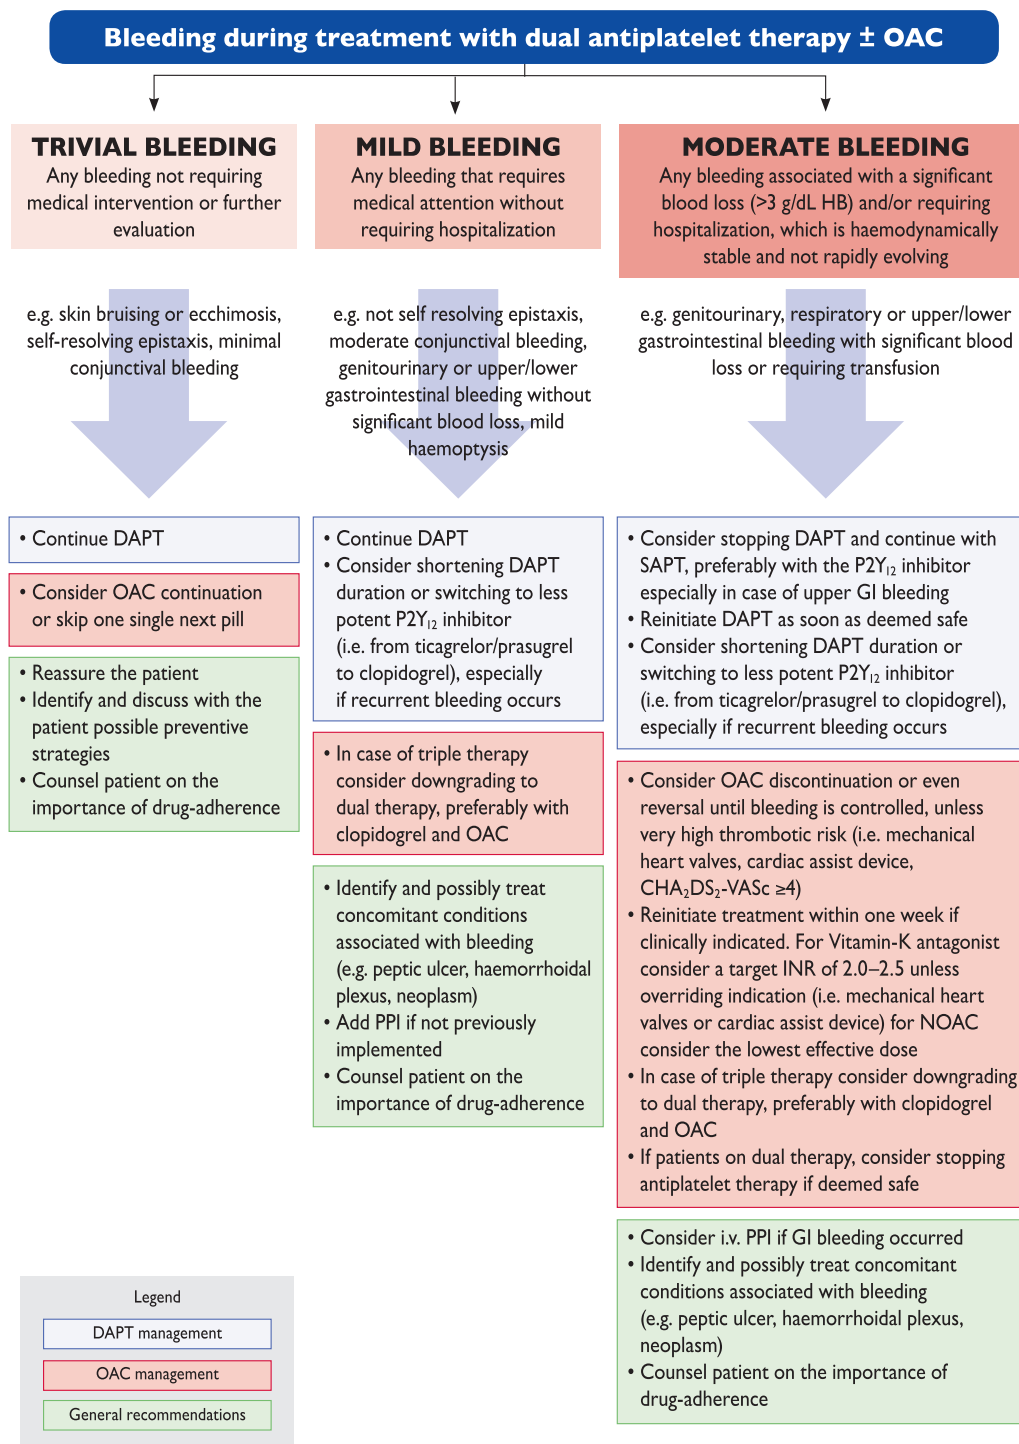 Bleeding during treatment with dual antiplatelet therapy ± OAC
TRIVIAL BLEEDING
Any bleeding not requiring
medical intervention or further
evaluation
e.g. skin bruising or ecchimosis,
self-resolving epistaxis, minimal
conjunctival bleeding
• Continue DAPT
• Consider OAC continuation
or skip one single next pill
• Reassure the patient
• Identify and discuss with the
patient possible preventive
strategies
• Counsel patient on the
importance of drug-adherence
MILD BLEEDING
Any bleeding that requires
medical attention without
requiring hospitalization
e.g. not self resolving epistaxis,
moderate conjunctival bleeding,
genitourinary or upper/lower
gastrointestinal bleeding without
significant blood loss, mild
haemoptysis
• Continue DAPT
• Consider shortening DAPT
duration or switching to less
potent P2Y₁₂ inhibitor
(i.e. from ticagrelor/prasugrel
to clopidogrel), especially
if recurrent bleeding occurs
• In case of triple therapy
consider downgrading to
dual therapy, preferably with
clopidogrel and OAC
• Identify and possibly treat
concomitant conditions
associated with bleeding
(e.g. peptic ulcer, haemorrhoidal
plexus, neoplasm)
• Add PPI if not previously
implemented
• Counsel patient on the
importance of drug-adherence
MODERATE BLEEDING
Any bleeding associated with a significant
blood loss (>3 g/dL HB) and/or requiring
hospitalization, which is haemodynamically
stable and not rapidly evolving
e.g. genitourinary, respiratory or upper/lower
gastrointestinal bleeding with significant blood
loss or requiring transfusion
• Consider stopping DAPT and continue with
SAPT, preferably with the P2Y₁₂ inhibitor
especially in case of upper GI bleeding
• Reinitiate DAPT as soon as deemed safe
• Consider shortening DAPT duration or
switching to less potent P2Y₁₂ inhibitor
(i.e. from ticagrelor/prasugrel to clopidogrel),
especially if recurrent bleeding occurs
• Consider OAC discontinuation or even
reversal until bleeding is controlled, unless
very high thrombotic risk (i.e. mechanical
heart valves, cardiac assist device,
CHA₂DS₂-VASc ≥4)
• Reinitiate treatment within one week if
clinically indicated. For Vitamin-K antagonist
consider a target INR of 2.0–2.5 unless
overriding indication (i.e. mechanical heart
valves or cardiac assist device) for NOAC
consider the lowest effective dose
• In case of triple therapy consider downgrading
to dual therapy, preferably with clopidogrel
and OAC
• If patients on dual therapy, consider stopping
antiplatelet therapy if deemed safe
• Consider i.v. PPI if GI bleeding occurred
• Identify and possibly treat concomitant
conditions associated with bleeding
(e.g. peptic ulcer, haemorrhoidal plexus,
neoplasm)
• Counsel patient on the importance of
drug-adherence
Legend
DAPT management
OAC management
General recommendations